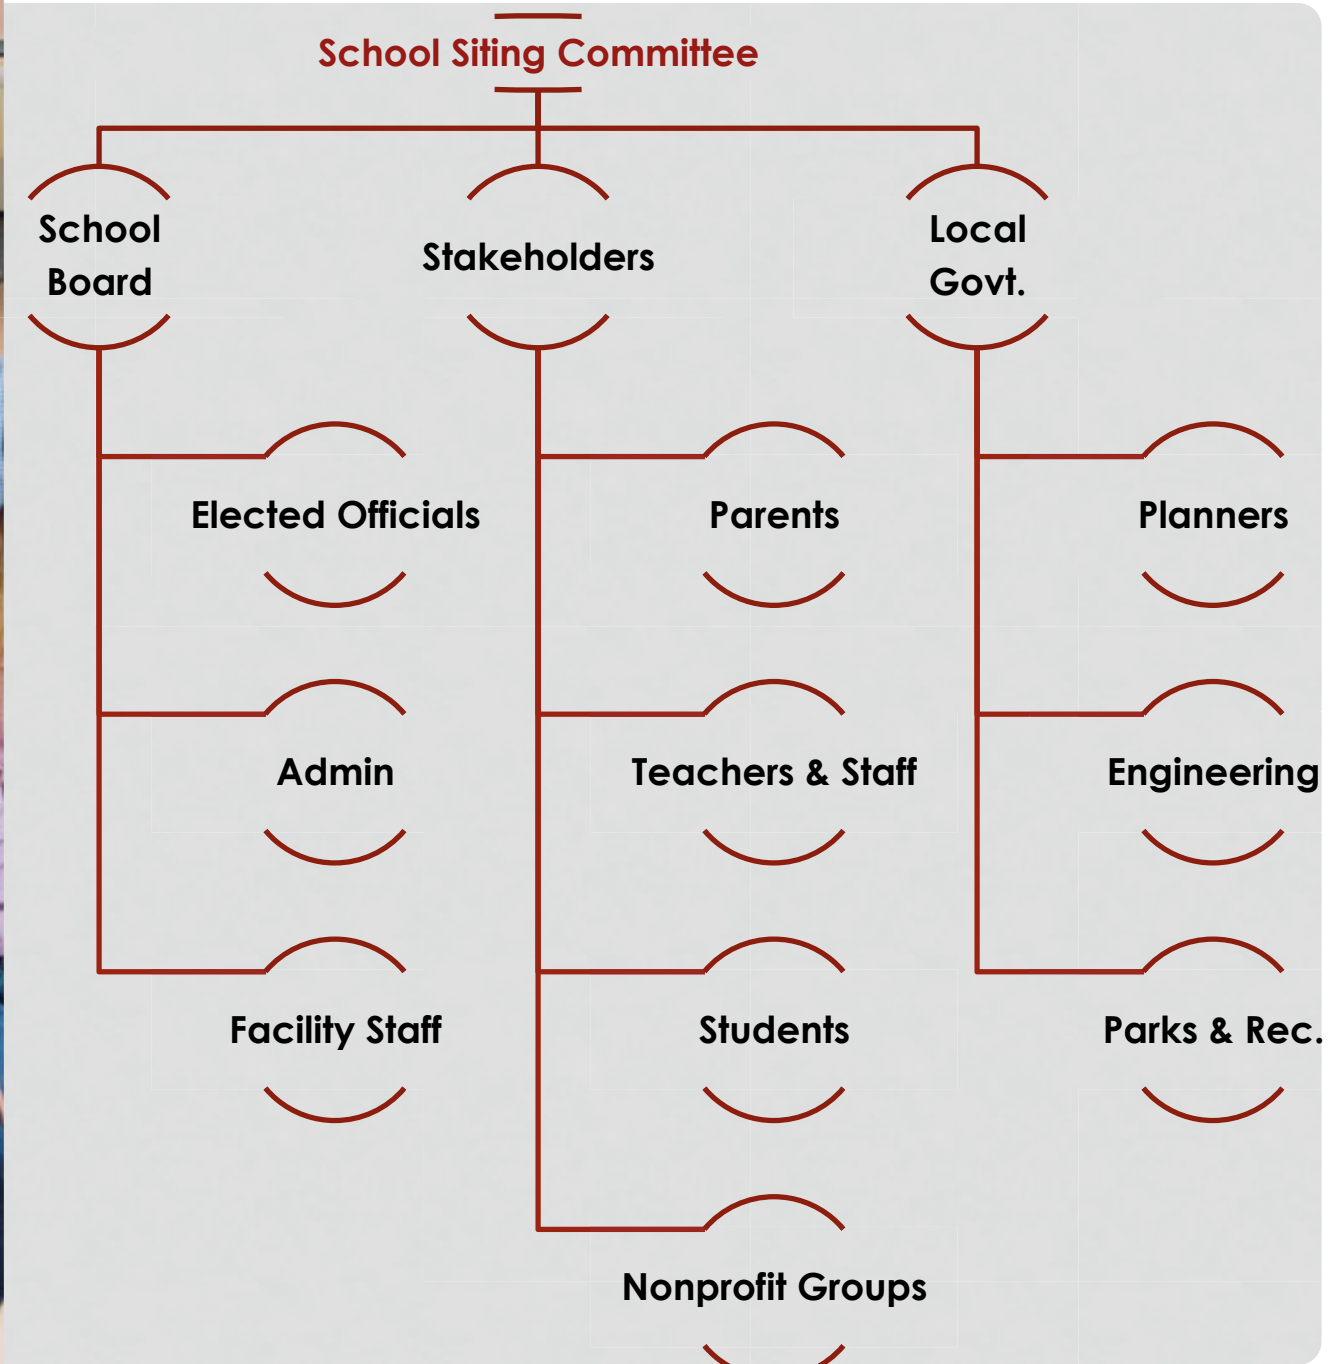 School Siting Committee
School
Board
Stakeholders
Local
Govt.
Elected Officials
Parents
Planners
Admin
Teachers & Staff
Engineering
Facility Staff
Students
Parks & Rec.
Nonprofit Groups